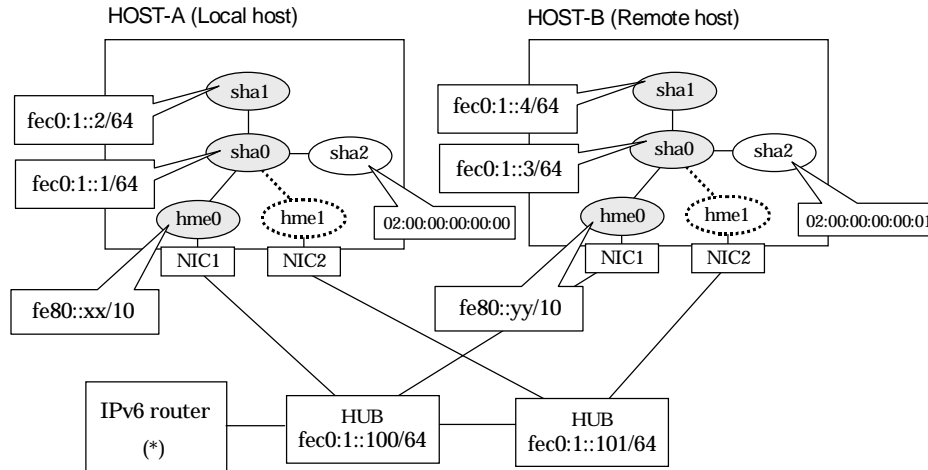 HOST-A (Local host)
HOST-B (Remote host)
sha1
fec0:1::2/64
sha0
sha2
fec0:1::1/64
hme0
hme1
02:00:00:00:00:00
NIC1
NIC2
fe80::xx/10
sha1
fec0:1::4/64
sha0
sha2
fec0:1::3/64
hme0
hme1
02:00:00:00:00:01
NIC1
NIC2
fe80::yy/10
IPv6 router
(*)
HUB
fec0:1::100/64
HUB
fec0:1::101/64